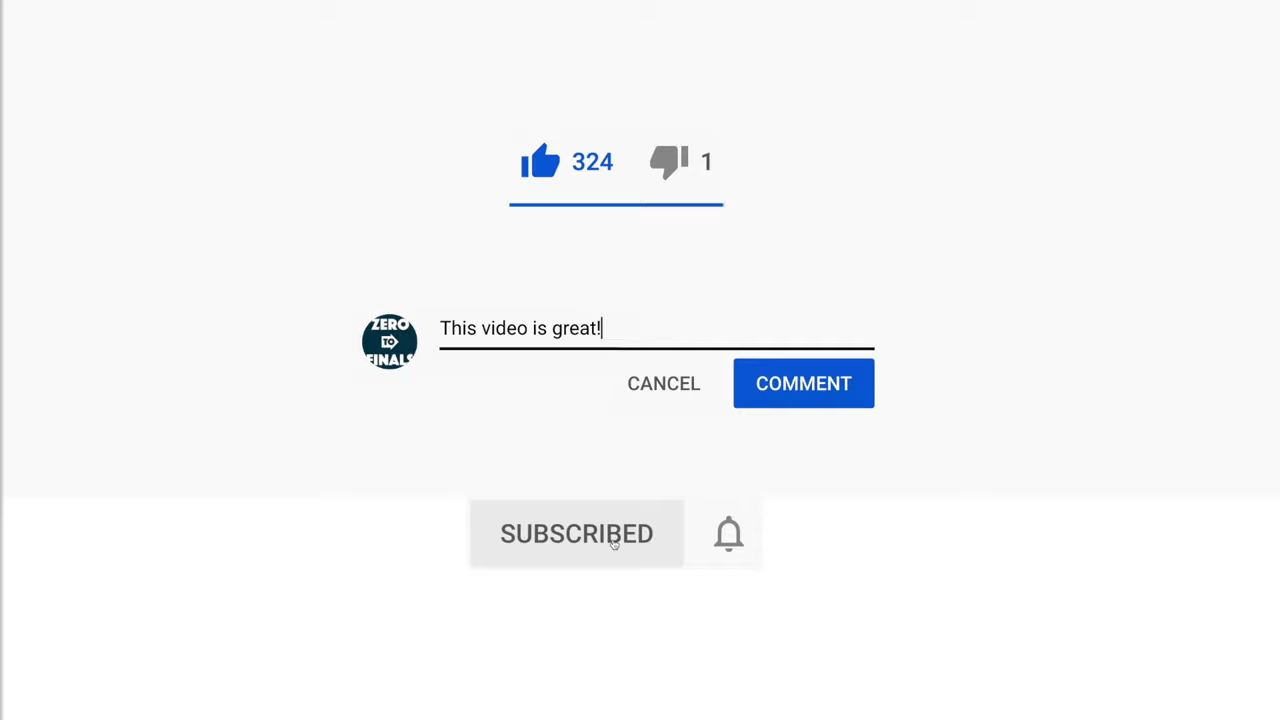 324 1
ZERO
TO
FINALS
This video is great!
CANCEL COMMENT
SUBSCRIBED